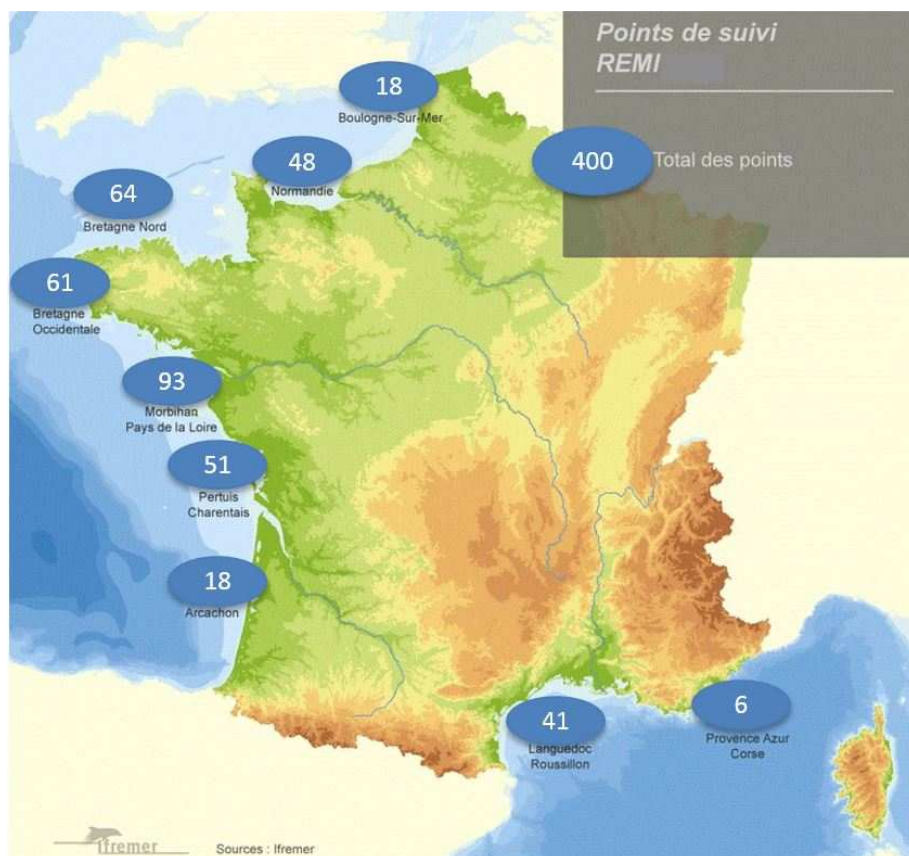 Points de suivi
REMI
400
Total des points
18
Boulogne-Sur-Mer
48
Normandie
64
Bretagne Nord
61
Bretagne
Occidentale
93
Morbihan
Pays de la Loire
51
Pertuis
Charentais
18
Arcachon
41
Languedoc
Roussillon
6
Provence Azur
Corse
ifremer
Sources : Ifremer